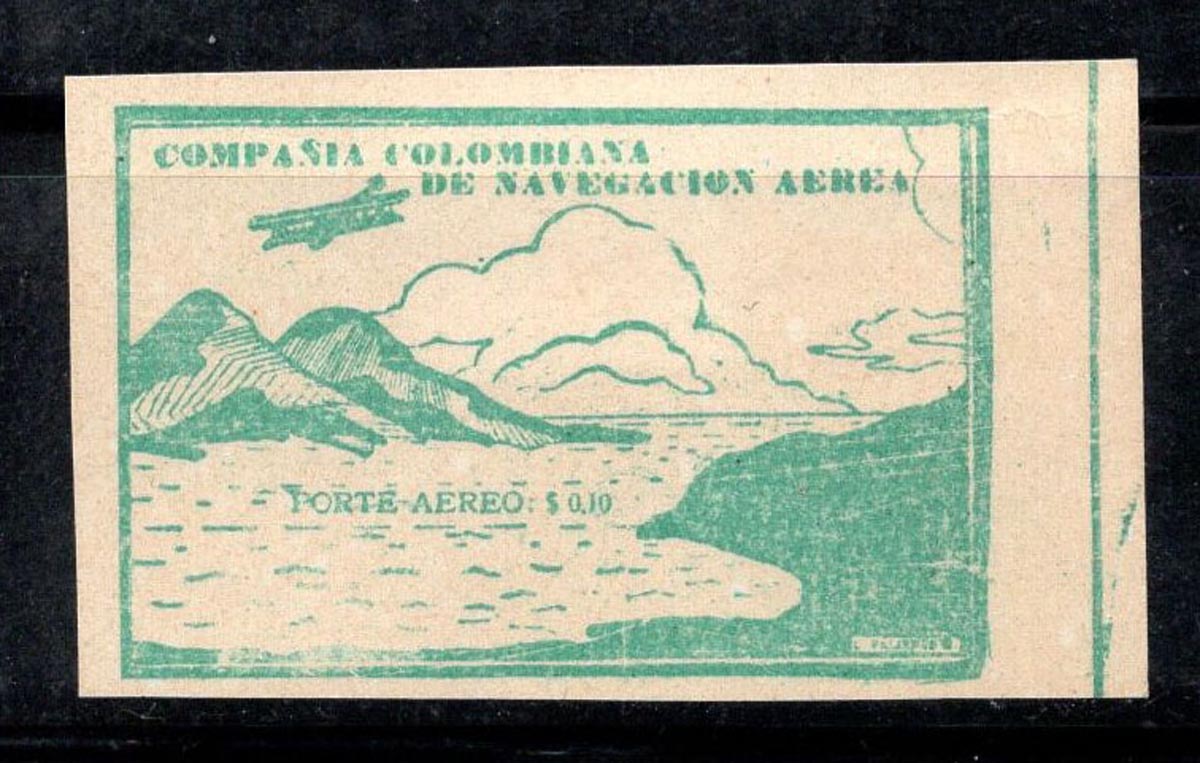 COMPAÑIA COLOMBIANA
DE NAVEGACION AEREA
PORTE AEREO: $ 0,10